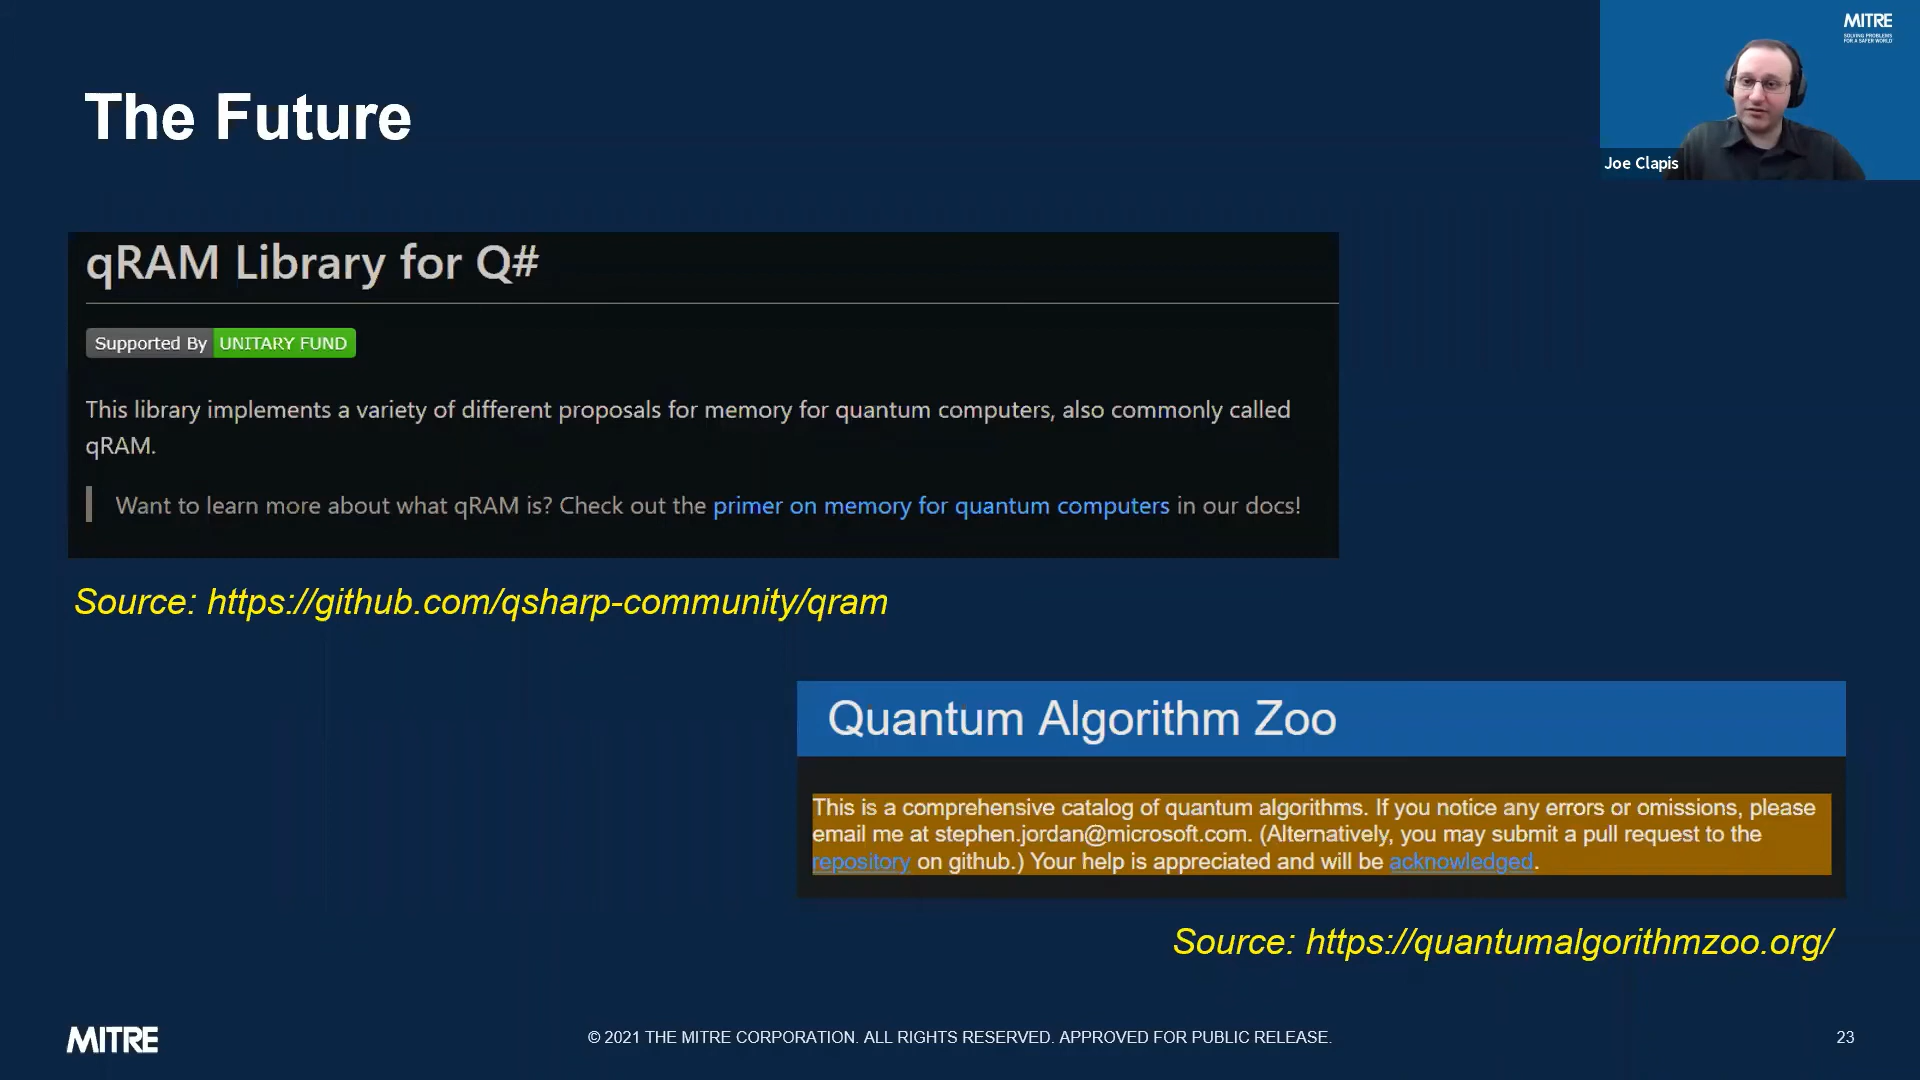 MITRE
SOLVING PROBLEMS
FOR A SAFER WORLD
The Future
Joe Clapis
qRAM Library for Q#
Supported By UNITARY FUND
This library implements a variety of different proposals for memory for quantum computers, also commonly called
qRAM.
Want to learn more about what qRAM is? Check out the primer on memory for quantum computers in our docs!
Source: https://github.com/qsharp-community/qram
Quantum Algorithm Zoo
This is a comprehensive catalog of quantum algorithms. If you notice any errors or omissions, please
email me at stephen.jordan@microsoft.com. (Alternatively, you may submit a pull request to the
repository on github.) Your help is appreciated and will be acknowledged.
Source: https://quantumalgorithmzoo.org/
MITRE
© 2021 THE MITRE CORPORATION. ALL RIGHTS RESERVED. APPROVED FOR PUBLIC RELEASE.
23